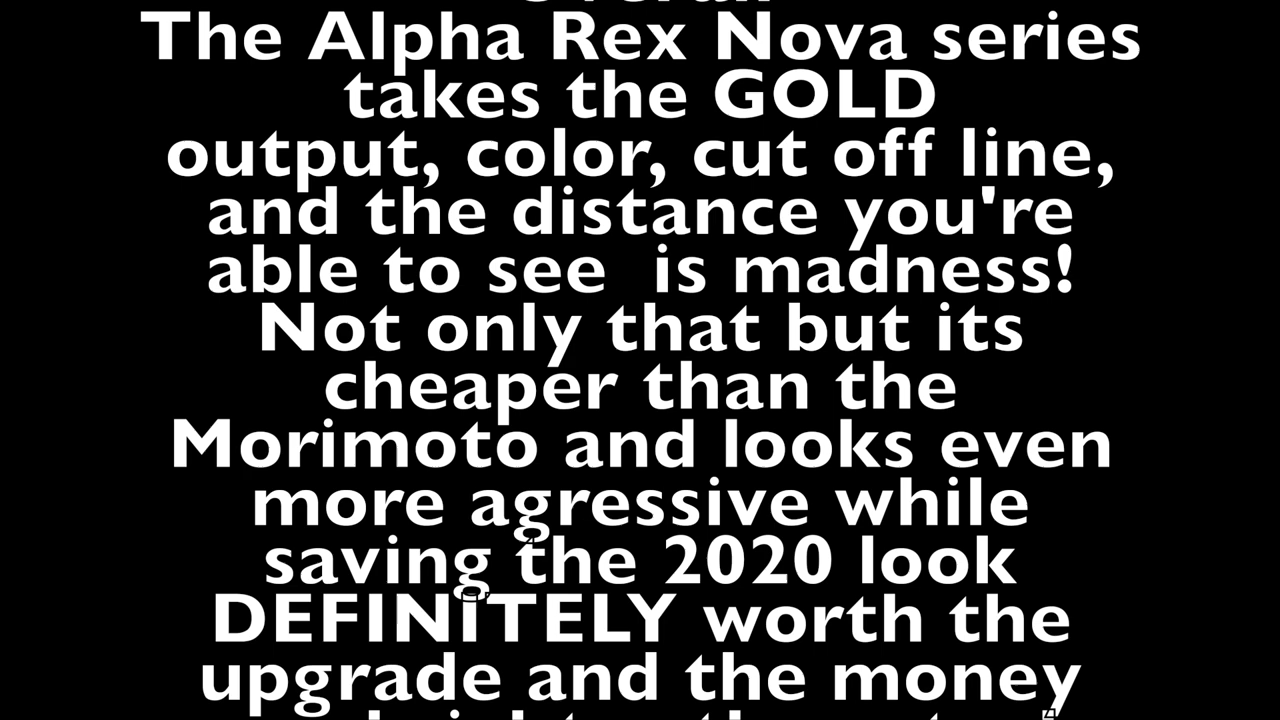 Overall
The Alpha Rex Nova series
takes the GOLD
output, color, cut off line,
and the distance you're
able to see  is madness!
Not only that but its
cheaper than the
Morimoto and looks even
more agressive while
saving the 2020 look
DEFINITELY worth the
upgrade and the money